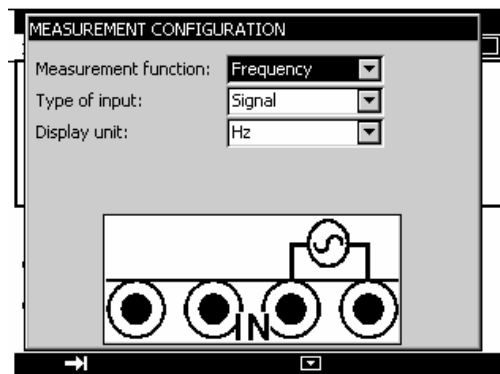 MEASUREMENT CONFIGURATION
Measurement function: Frequency
Type of input: Signal
Display unit: Hz
IN